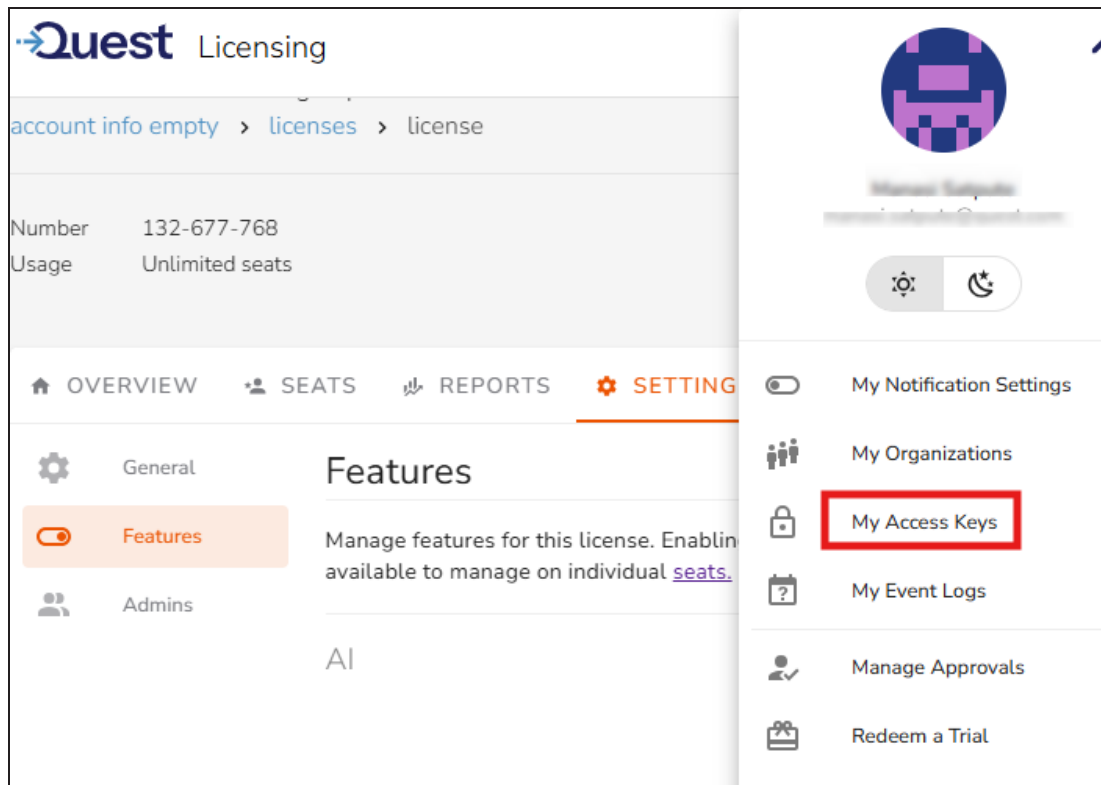 Quest Licensing
account info empty > licenses > license
Number 132-677-768
Usage Unlimited seats
OVERVIEW SEATS REPORTS SETTING
General
Features
Admins
Features
Manage features for this license. Enablin
available to manage on individual seats.
AI
My Notification Settings
My Organizations
My Access Keys
My Event Logs
Manage Approvals
Redeem a Trial